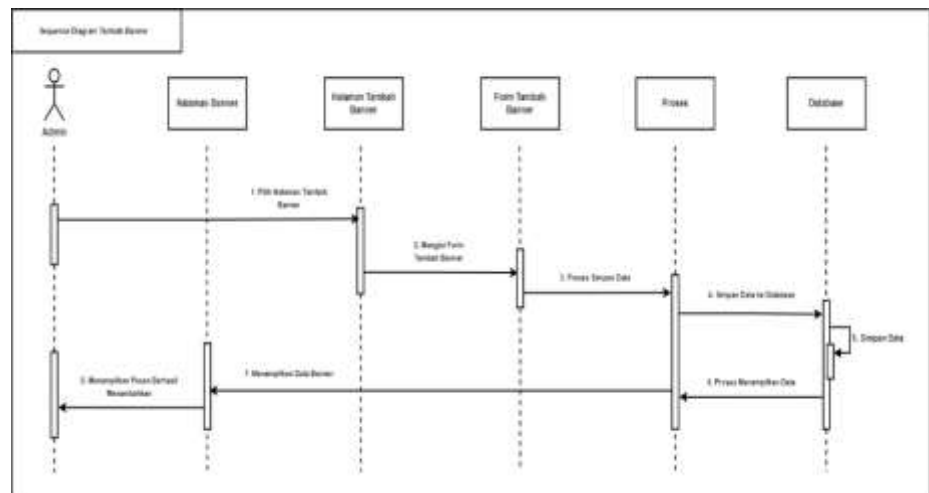 Sequence Diagram Tambah Banner
Admin
Halaman Banner
Halaman Tambah
Banner
Form Tambah
Banner
Proses
Database
1. Pilih Halaman Tambah
Banner
2. Mengisi Form
Tambah Banner
3. Proses Simpan Data
4. Simpan Data ke Database
5. Simpan Data
6. Proses Menampilkan Data
7. Menampilkan Data Banner
Menampilkan Pesan Berhasil
Menambahkan